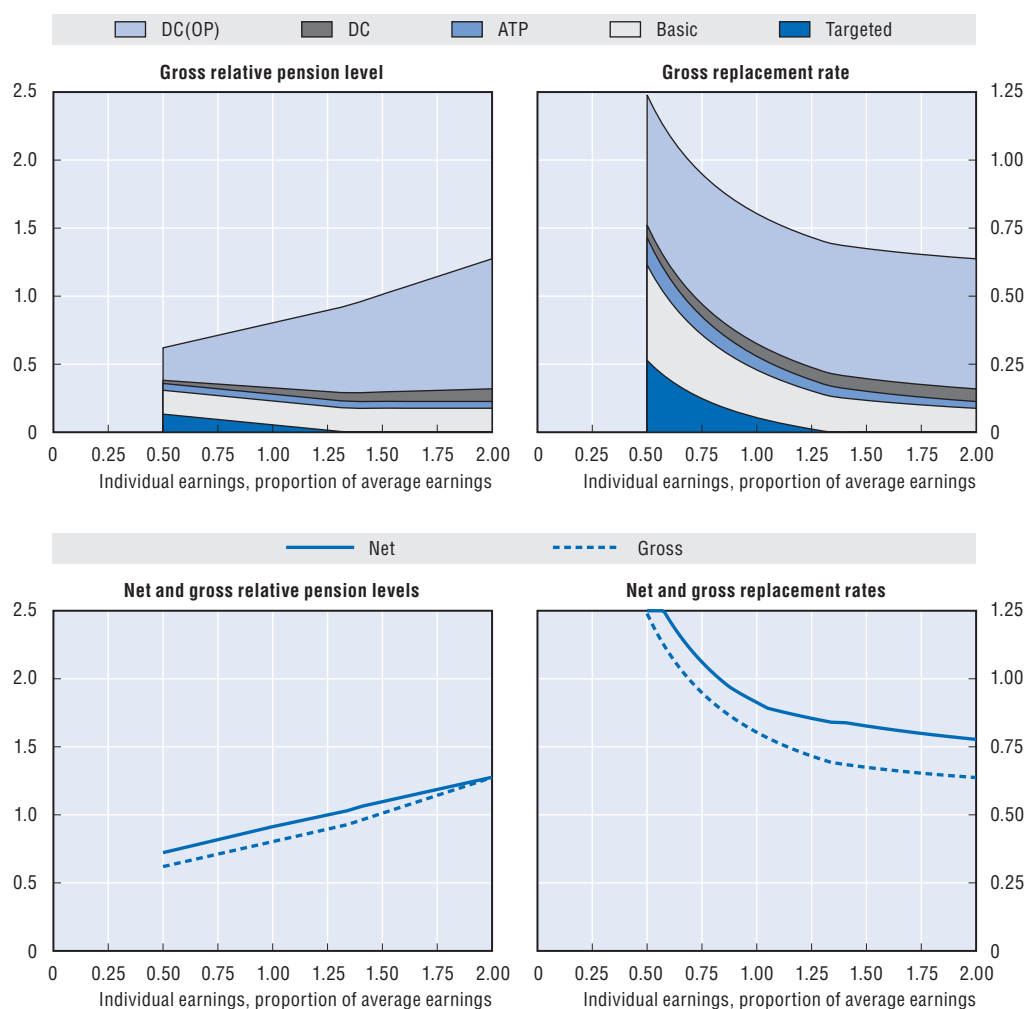 DC(OP) DC ATP Basic Targeted
Gross relative pension level Gross replacement rate
2.5 1.25
2.0 1.00
1.5 0.75
1.0 0.50
0.5 0.25
0 0
0 0.25 0.50 0.75 1.00 1.25 1.50 1.75 2.00 0 0.25 0.50 0.75 1.00 1.25 1.50 1.75 2.00
Individual earnings, proportion of average earnings Individual earnings, proportion of average earnings
Net Gross
Net and gross relative pension levels Net and gross replacement rates
2.5 1.25
2.0 1.00
1.5 0.75
1.0 0.50
0.5 0.25
0 0
0 0.25 0.50 0.75 1.00 1.25 1.50 1.75 2.00 0 0.25 0.50 0.75 1.00 1.25 1.50 1.75 2.00
Individual earnings, proportion of average earnings Individual earnings, proportion of average earnings